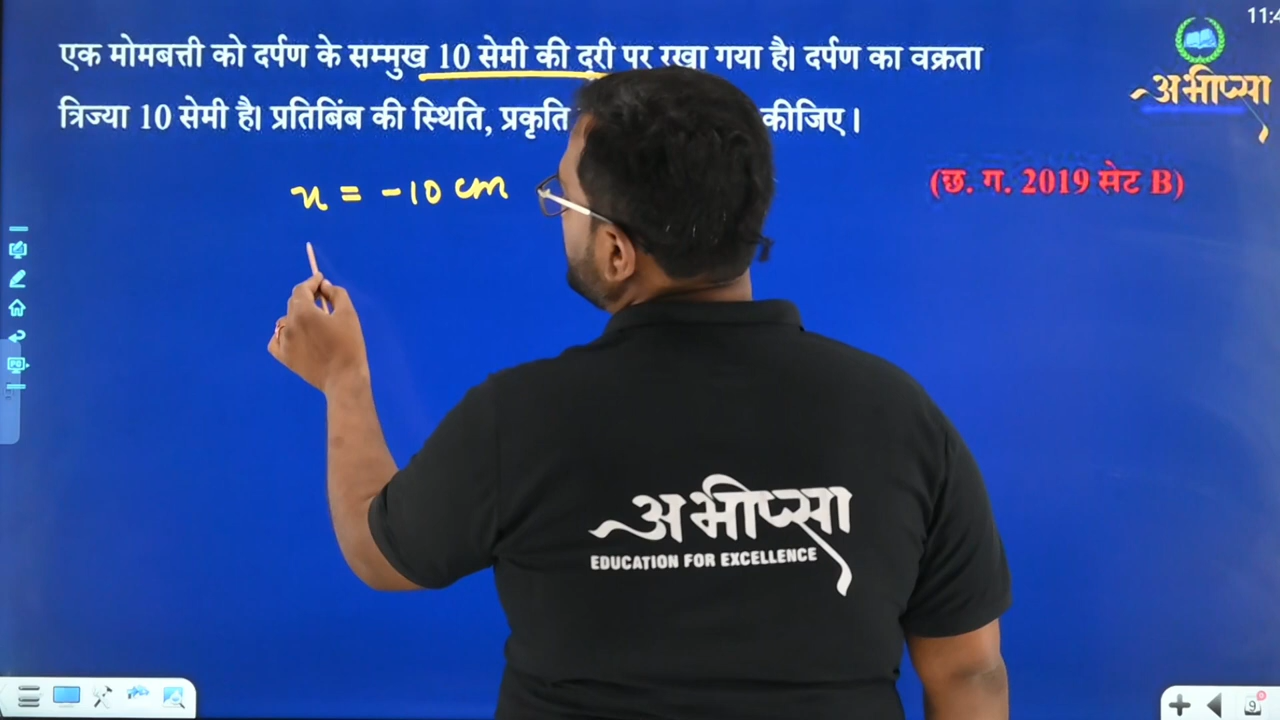 11:4
एक मोमबत्ती को दर्पण के सम्मुख 10 सेमी की दूरी पर रखा गया है। दर्पण का वक्रता
अभीप्सा
त्रिज्या 10 सेमी है। प्रतिबिंब की स्थिति, प्रकृति कीजिए।
(छ. ग. 2019 सेट B)
u = -10 cm
अभीप्सा
EDUCATION FOR EXCELLENCE
9